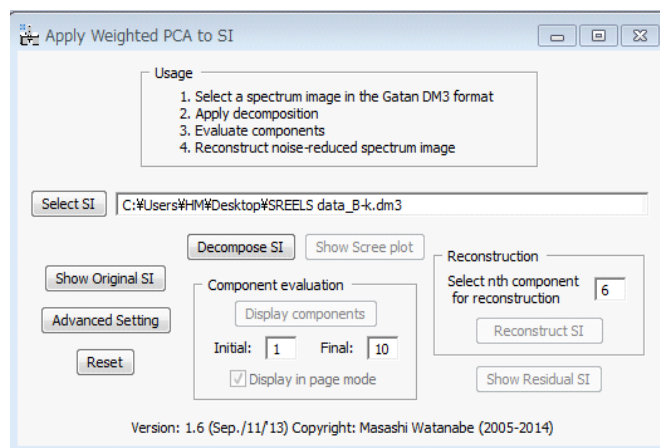 Apply Weighted PCA to SI
Usage
1. Select a spectrum image in the Gatan DM3 format
2. Apply decomposition
3. Evaluate components
4. Reconstruct noise-reduced spectrum image
Select SI C:¥Users¥HM¥Desktop¥SREELS data_B-k.dm3
Decompose SI Show Scree plot
Show Original SI
Advanced Setting
Reset
Component evaluation
Display components
Initial: 1 Final: 10
Display in page mode
Reconstruction
Select nth component
for reconstruction 6
Reconstruct SI
Show Residual SI
Version: 1.6 (Sep./11/'13) Copyright: Masashi Watanabe (2005-2014)